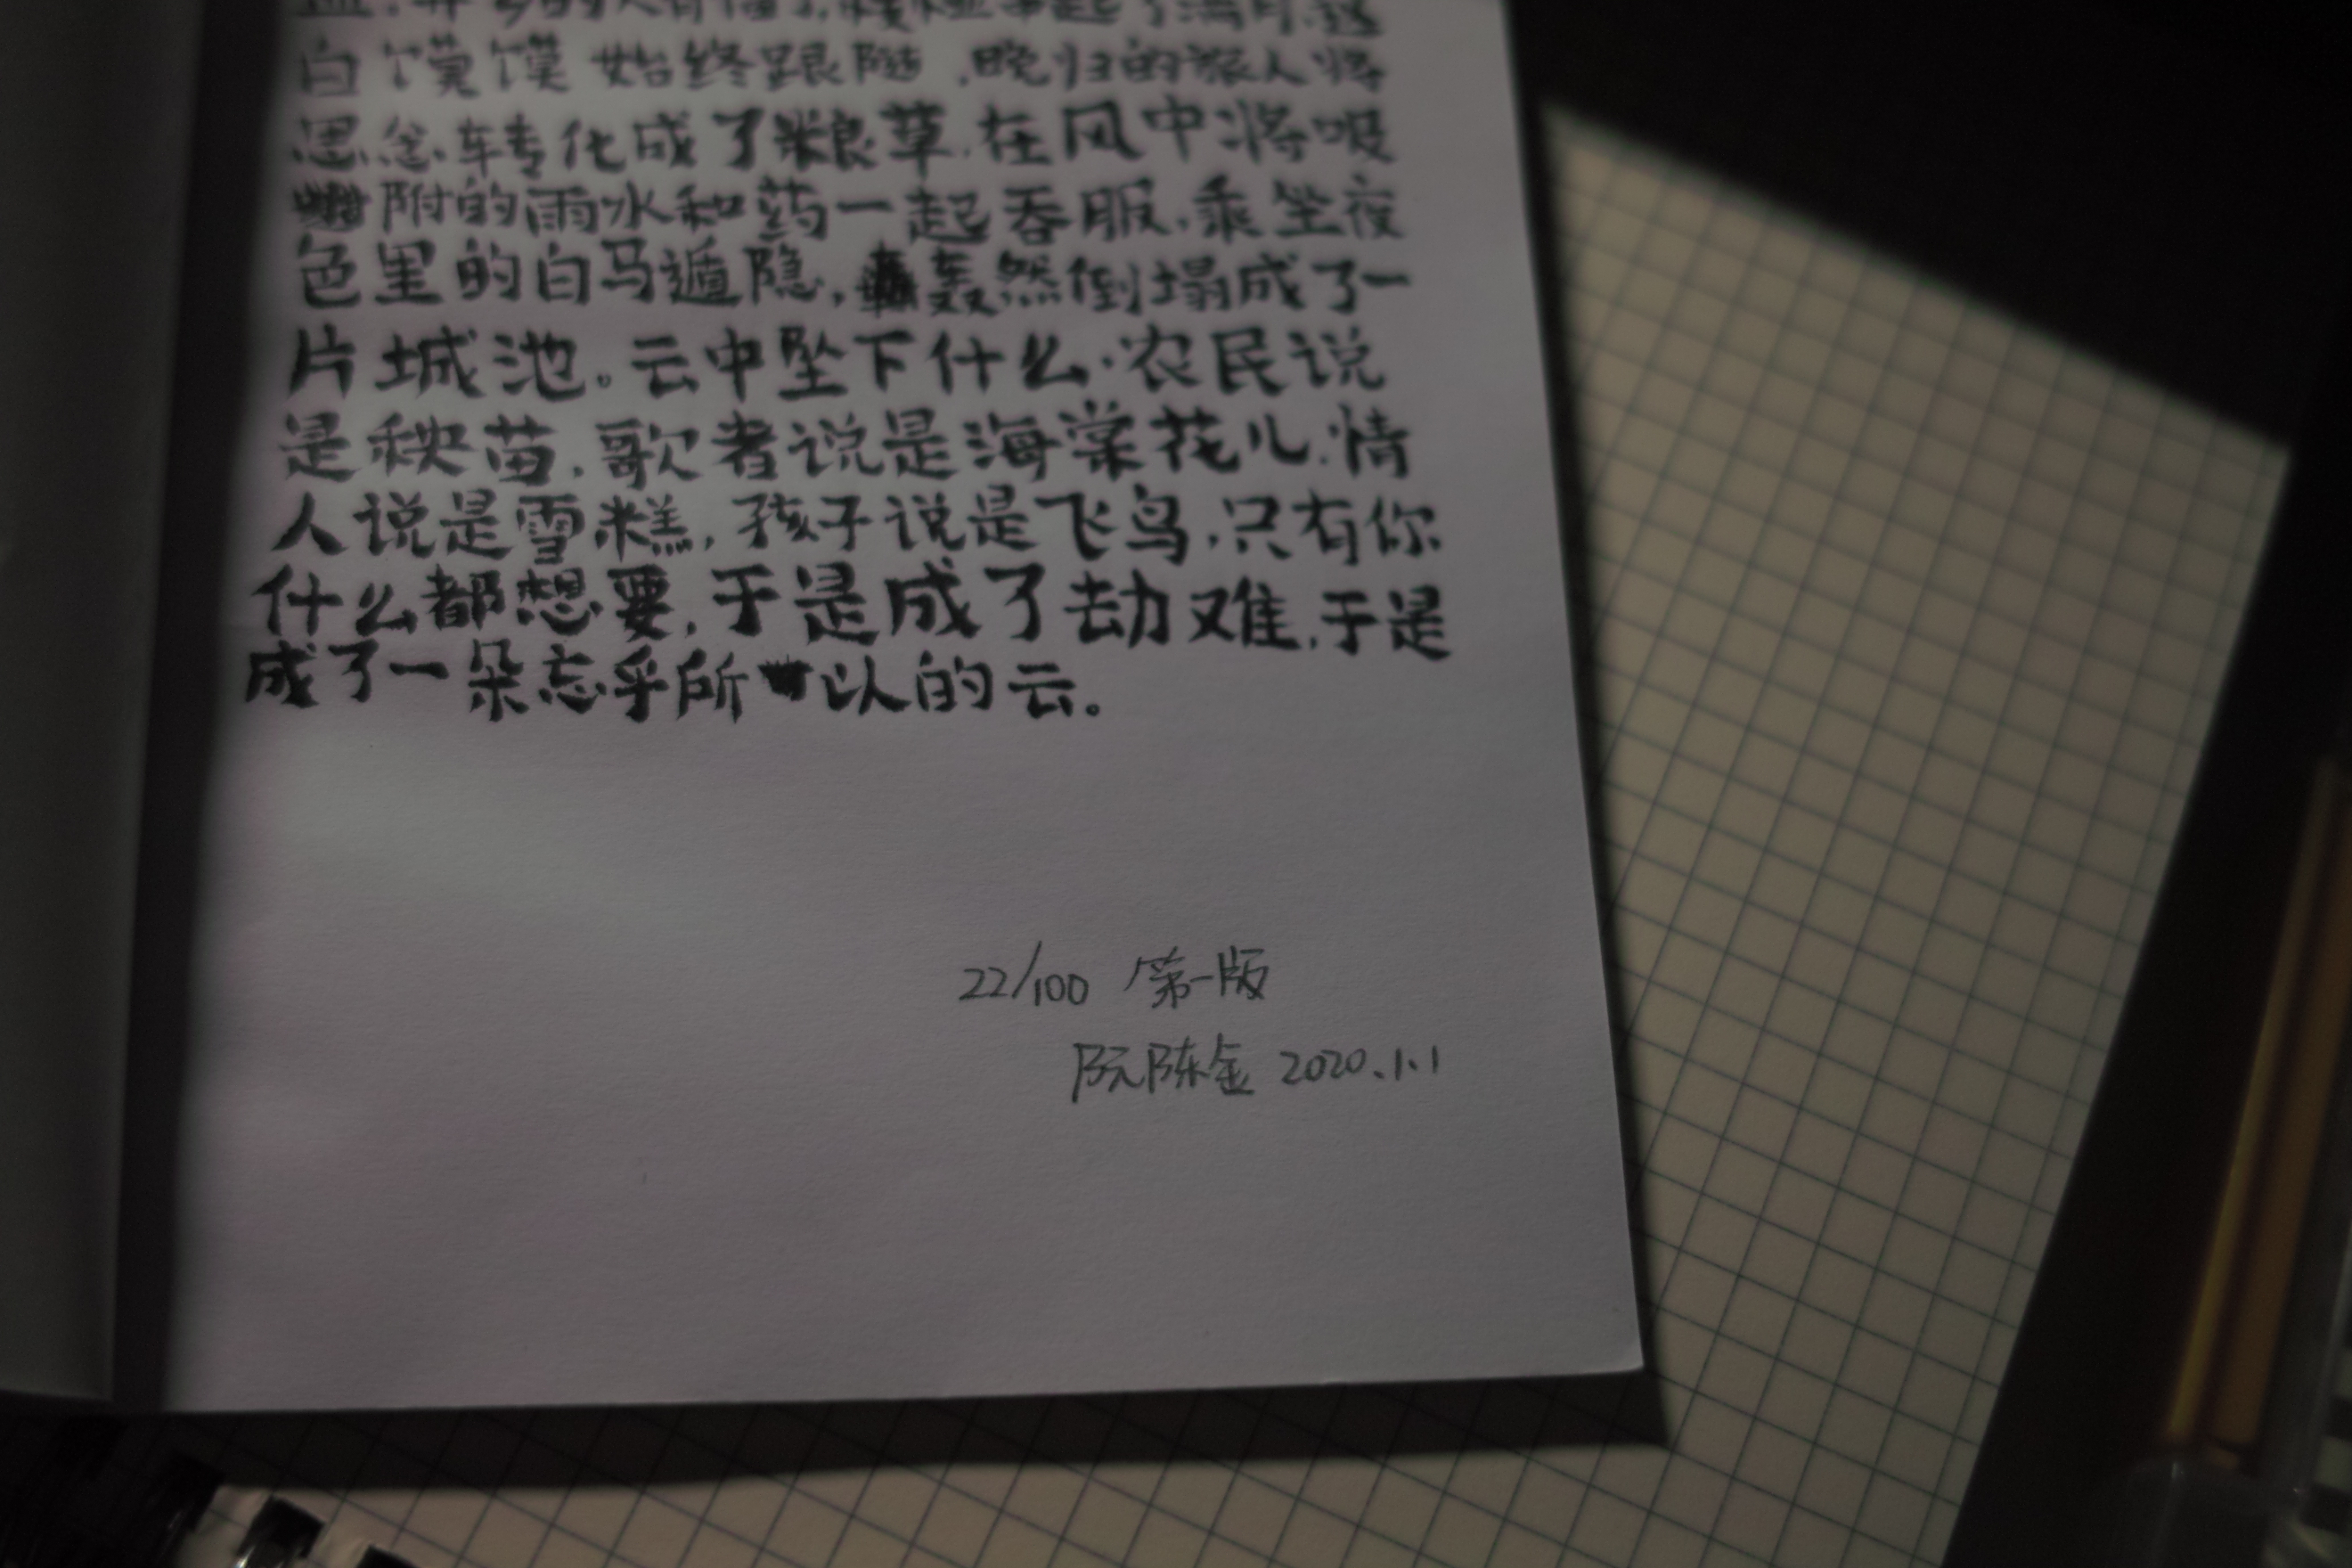 白馍馍始终跟随,晚归的旅人将
思念转化成了粮草,在风中将吸
附的雨水和药一起吞服,乘坐夜
色里的白马遁隐,轰然倒塌成了一
片城池。云中坠下什么,农民说
是秧苗,歌者说是海棠花儿,情
人说是雪糕,孩子说是飞鸟,只有你
什么都想要,于是成了劫难,于是
成了一朵忘乎所以的云。
22/100 第一版
阮陈金 2020.1.1